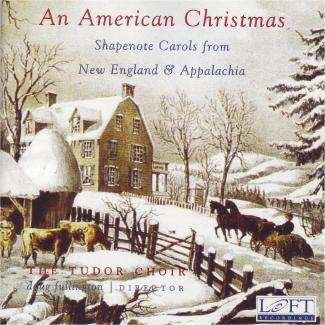 An American Christmas
Shapenote Carols from
New England & Appalachia
THE TUDOR CHOIR
doug fullington | DIRECTOR
LOFT
RECORDINGS